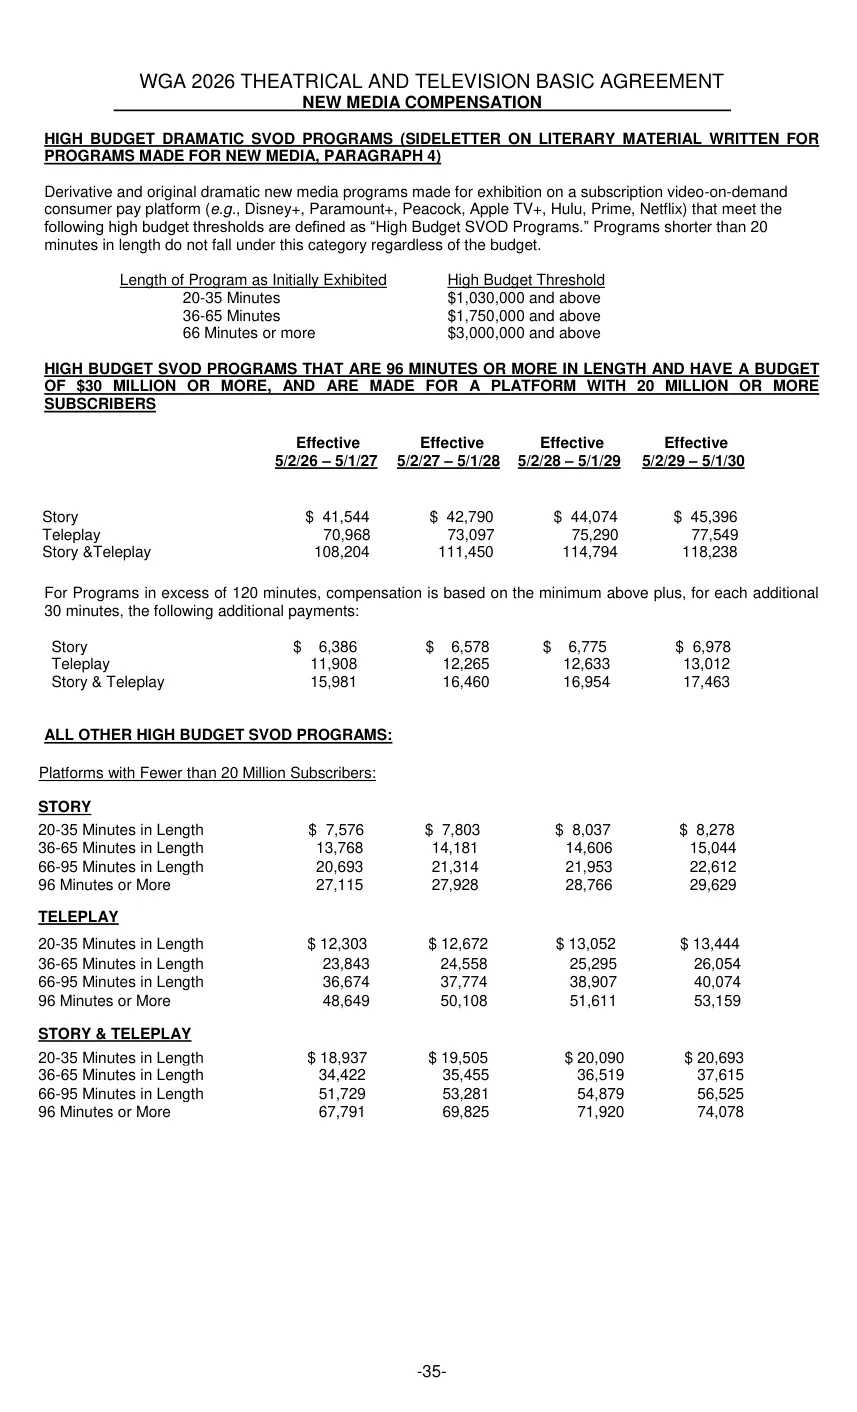 WGA 2026 THEATRICAL AND TELEVISION BASIC AGREEMENT
NEW MEDIA COMPENSATION
HIGH BUDGET DRAMATIC SVOD PROGRAMS (SIDELETTER ON LITERARY MATERIAL WRITTEN FOR
PROGRAMS MADE FOR NEW MEDIA, PARAGRAPH 4)
Derivative and original dramatic new media programs made for exhibition on a subscription video-on-demand
consumer pay platform (e.g., Disney+, Paramount+, Peacock, Apple TV+, Hulu, Prime, Netflix) that meet the
following high budget thresholds are defined as “High Budget SVOD Programs.” Programs shorter than 20
minutes in length do not fall under this category regardless of the budget.
Length of Program as Initially Exhibited High Budget Threshold
20-35 Minutes $1,030,000 and above
36-65 Minutes $1,750,000 and above
66 Minutes or more $3,000,000 and above
HIGH BUDGET SVOD PROGRAMS THAT ARE 96 MINUTES OR MORE IN LENGTH AND HAVE A BUDGET
OF $30 MILLION OR MORE, AND ARE MADE FOR A PLATFORM WITH 20 MILLION OR MORE
SUBSCRIBERS
Effective Effective Effective Effective
5/2/26 – 5/1/27 5/2/27 – 5/1/28 5/2/28 – 5/1/29 5/2/29 – 5/1/30
Story $ 41,544 $ 42,790 $ 44,074 $ 45,396
Teleplay 70,968 73,097 75,290 77,549
Story &Teleplay 108,204 111,450 114,794 118,238
For Programs in excess of 120 minutes, compensation is based on the minimum above plus, for each additional
30 minutes, the following additional payments:
Story $ 6,386 $ 6,578 $ 6,775 $ 6,978
Teleplay 11,908 12,265 12,633 13,012
Story & Teleplay 15,981 16,460 16,954 17,463
ALL OTHER HIGH BUDGET SVOD PROGRAMS:
Platforms with Fewer than 20 Million Subscribers:
STORY
20-35 Minutes in Length $ 7,576 $ 7,803 $ 8,037 $ 8,278
36-65 Minutes in Length 13,768 14,181 14,606 15,044
66-95 Minutes in Length 20,693 21,314 21,953 22,612
96 Minutes or More 27,115 27,928 28,766 29,629
TELEPLAY
20-35 Minutes in Length $ 12,303 $ 12,672 $ 13,052 $ 13,444
36-65 Minutes in Length 23,843 24,558 25,295 26,054
66-95 Minutes in Length 36,674 37,774 38,907 40,074
96 Minutes or More 48,649 50,108 51,611 53,159
STORY & TELEPLAY
20-35 Minutes in Length $ 18,937 $ 19,505 $ 20,090 $ 20,693
36-65 Minutes in Length 34,422 35,455 36,519 37,615
66-95 Minutes in Length 51,729 53,281 54,879 56,525
96 Minutes or More 67,791 69,825 71,920 74,078
-35-